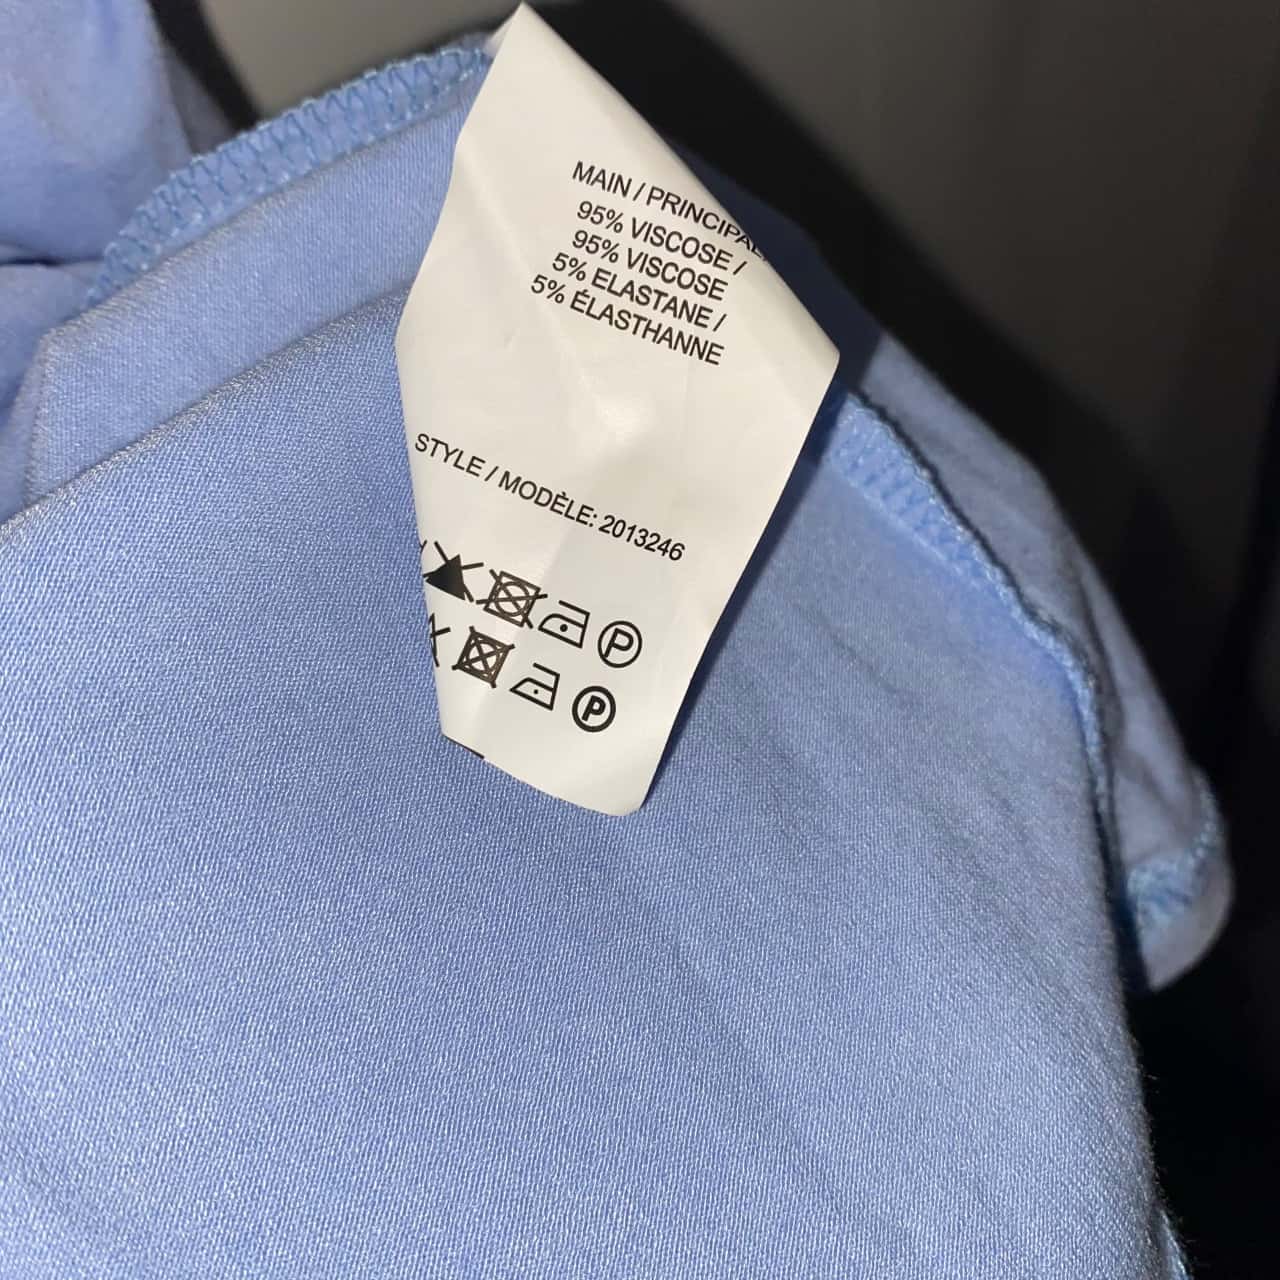 MAIN / PRINCIPAL
95% VISCOSE /
95% VISCOSE
5% ELASTANE /
5% ÉLASTHANNE
STYLE / MODÈLE: 2013246
P
P